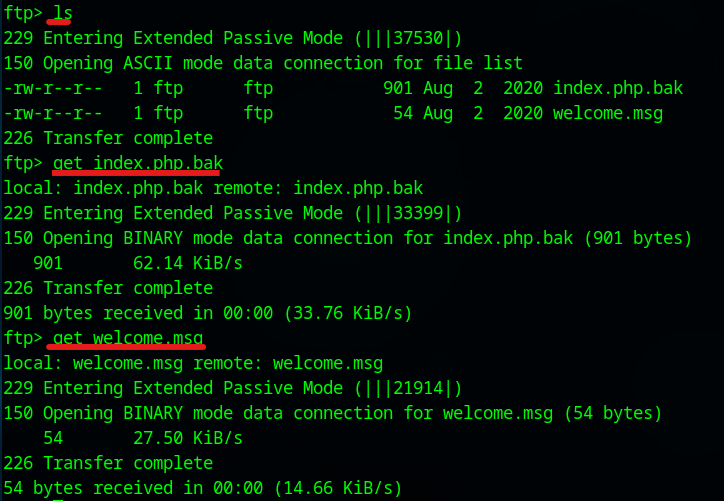 ftp> ls
229 Entering Extended Passive Mode (|||37530|)
150 Opening ASCII mode data connection for file list
-rw-r--r--   1 ftp      ftp           901 Aug  2  2020 index.php.bak
-rw-r--r--   1 ftp      ftp            54 Aug  2  2020 welcome.msg
226 Transfer complete
ftp> get index.php.bak
local: index.php.bak remote: index.php.bak
229 Entering Extended Passive Mode (|||33399|)
150 Opening BINARY mode data connection for index.php.bak (901 bytes)
   901       62.14 KiB/s
226 Transfer complete
901 bytes received in 00:00 (33.76 KiB/s)
ftp> get welcome.msg
local: welcome.msg remote: welcome.msg
229 Entering Extended Passive Mode (|||21914|)
150 Opening BINARY mode data connection for welcome.msg (54 bytes)
    54       27.50 KiB/s
226 Transfer complete
54 bytes received in 00:00 (14.66 KiB/s)